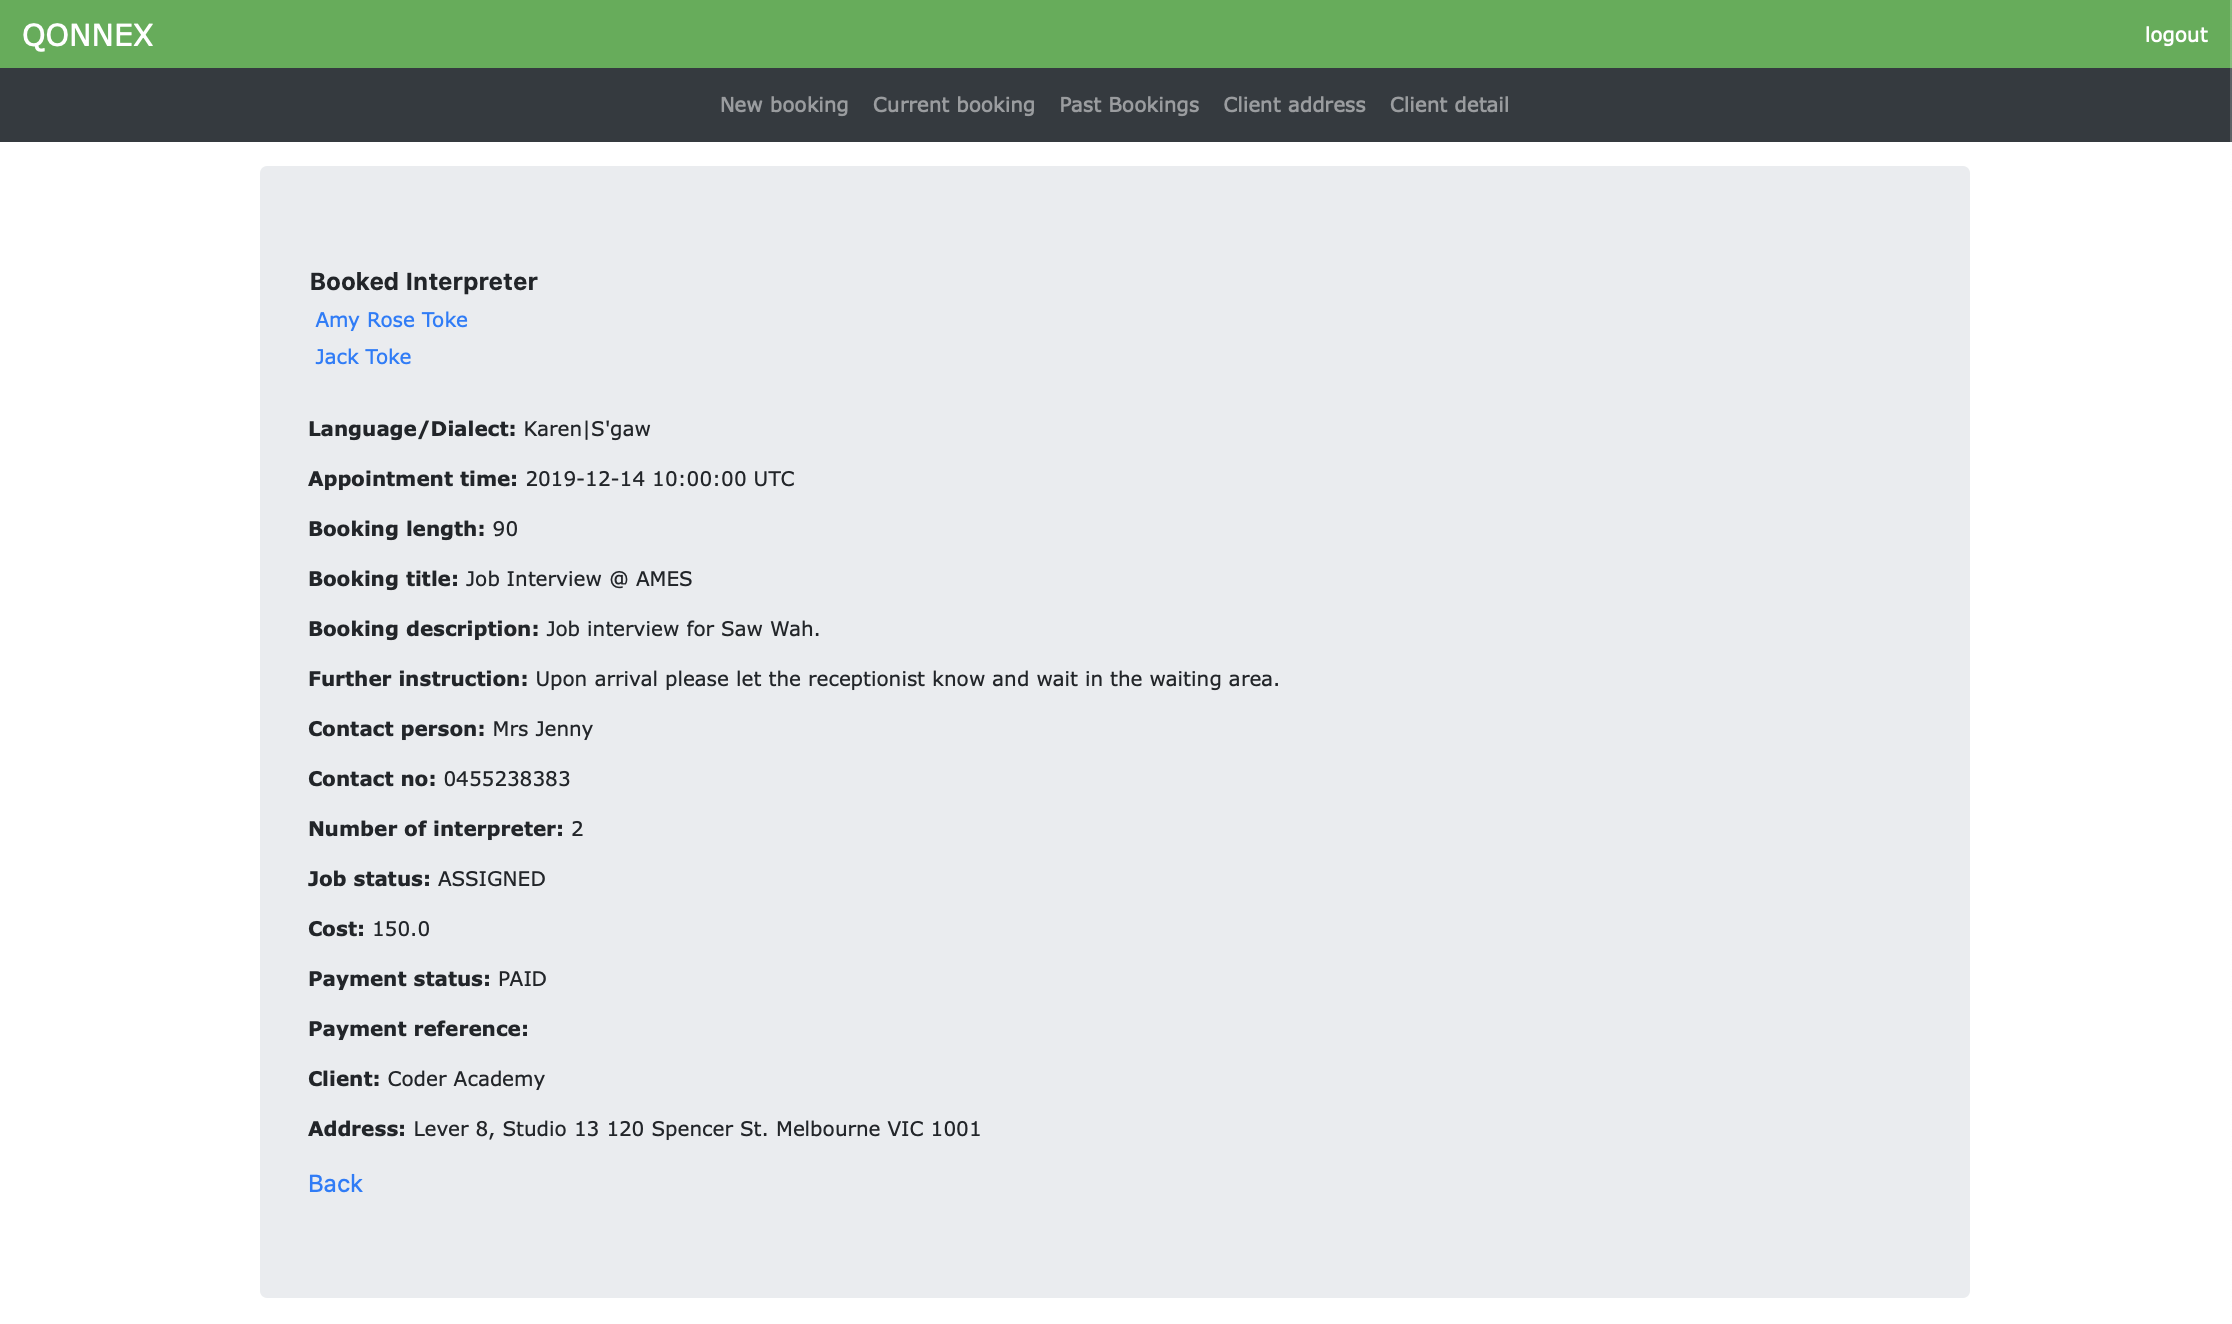 QONNEX
logout
New booking Current booking Past Bookings Client address Client detail
Booked Interpreter
Amy Rose Toke
Jack Toke
Language/Dialect: Karen|S'gaw
Appointment time: 2019-12-14 10:00:00 UTC
Booking length: 90
Booking title: Job Interview @ AMES
Booking description: Job interview for Saw Wah.
Further instruction: Upon arrival please let the receptionist know and wait in the waiting area.
Contact person: Mrs Jenny
Contact no: 0455238383
Number of interpreter: 2
Job status: ASSIGNED
Cost: 150.0
Payment status: PAID
Payment reference:
Client: Coder Academy
Address: Lever 8, Studio 13 120 Spencer St. Melbourne VIC 1001
Back